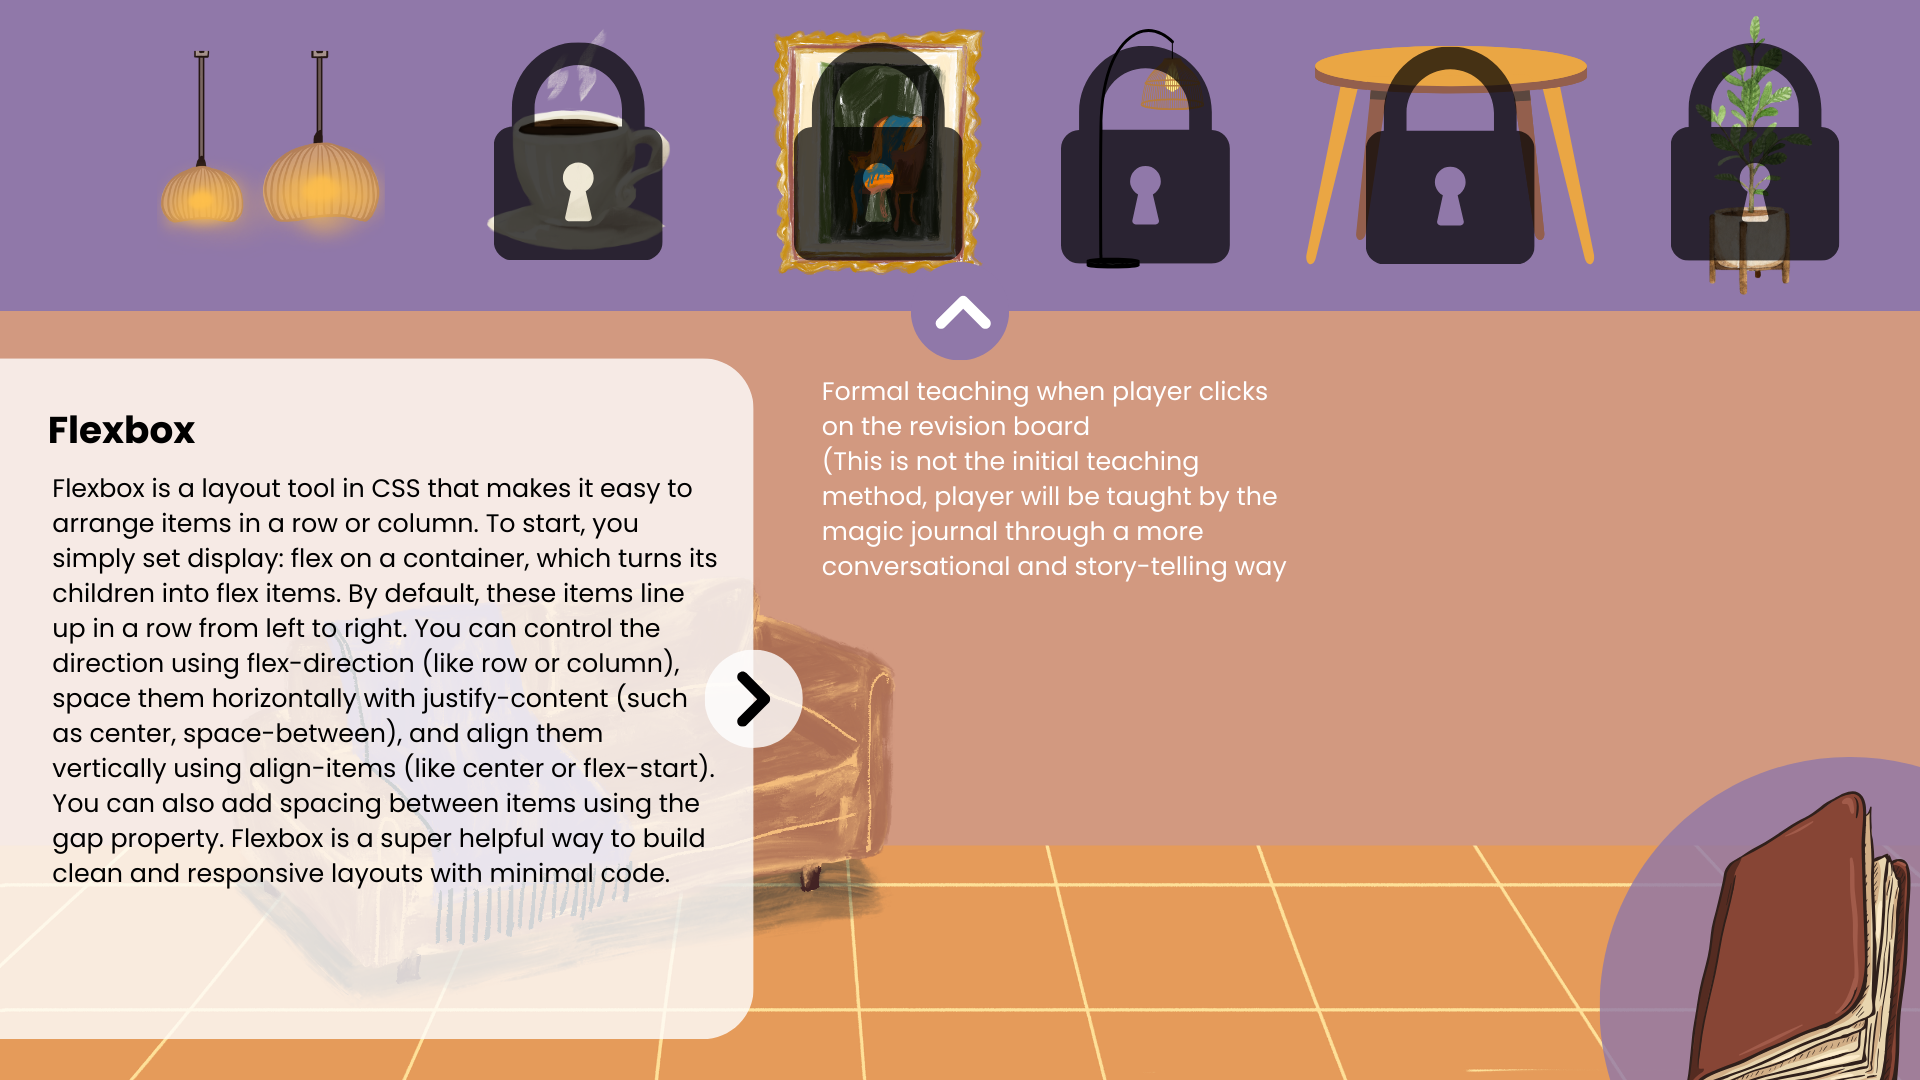 Flexbox
Flexbox is a layout tool in CSS that makes it easy to
arrange items in a row or column. To start, you
simply set display: flex on a container, which turns its
children into flex items. By default, these items line
up in a row from left to right. You can control the
direction using flex-direction (like row or column),
space them horizontally with justify-content (such
as center, space-between), and align them
vertically using align-items (like center or flex-start).
You can also add spacing between items using the
gap property. Flexbox is a super helpful way to build
clean and responsive layouts with minimal code.
Formal teaching when player clicks
on the revision board
(This is not the initial teaching
method, player will be taught by the
magic journal through a more
conversational and story-telling way